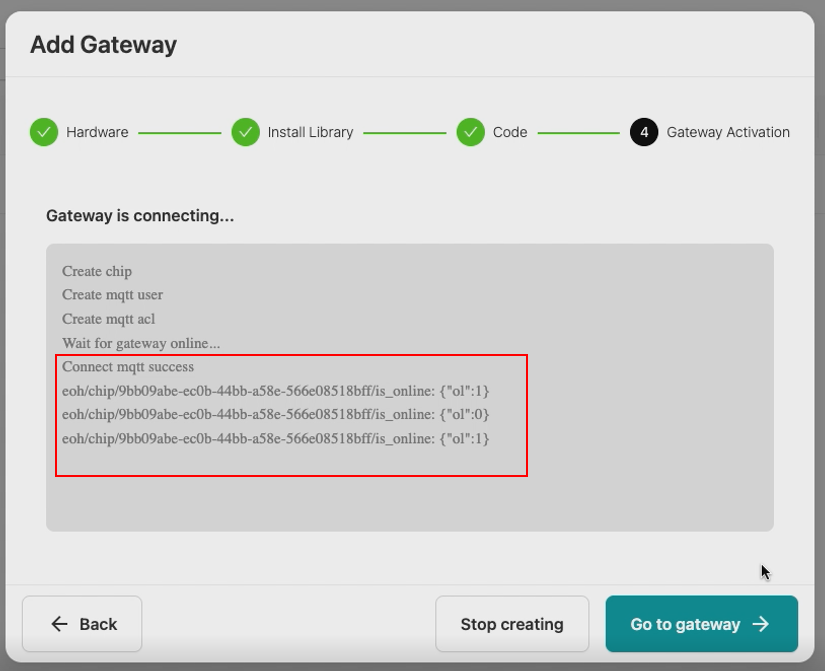 Add Gateway
Hardware
Install Library
Code
4 Gateway Activation
Gateway is connecting...
Create chip
Create mqtt user
Create mqtt acl
Wait for gateway online...
Connect mqtt success
eoh/chip/9bb09abe-ec0b-44bb-a58e-566e08518bff/is_online: {"ol":1}
eoh/chip/9bb09abe-ec0b-44bb-a58e-566e08518bff/is_online: {"ol":0}
eoh/chip/9bb09abe-ec0b-44bb-a58e-566e08518bff/is_online: {"ol":1}
Back
Stop creating
Go to gateway